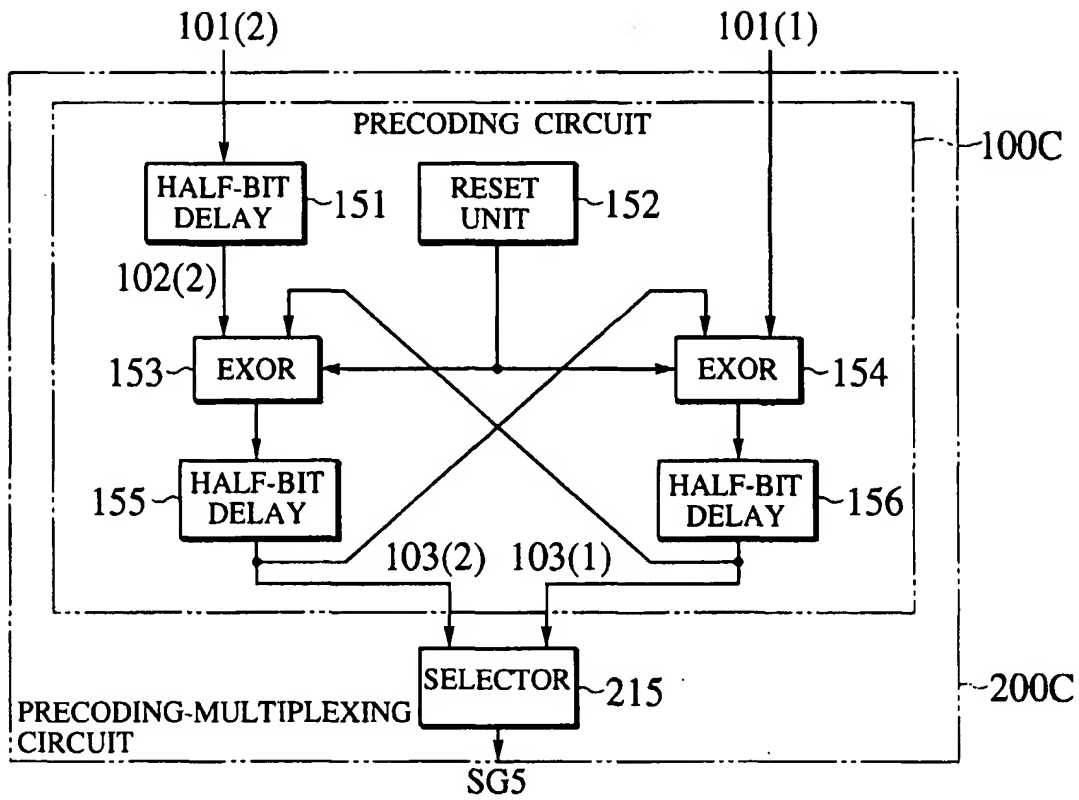 101(2)
101(1)
PRECODING CIRCUIT
100C
HALF-BIT
DELAY
151
RESET
UNIT
152
102(2)
153
EXOR
EXOR
154
155
HALF-BIT
DELAY
HALF-BIT
DELAY
156
103(2)
103(1)
SELECTOR
215
200C
PRECODING-MULTIPLEXING
CIRCUIT
SG5